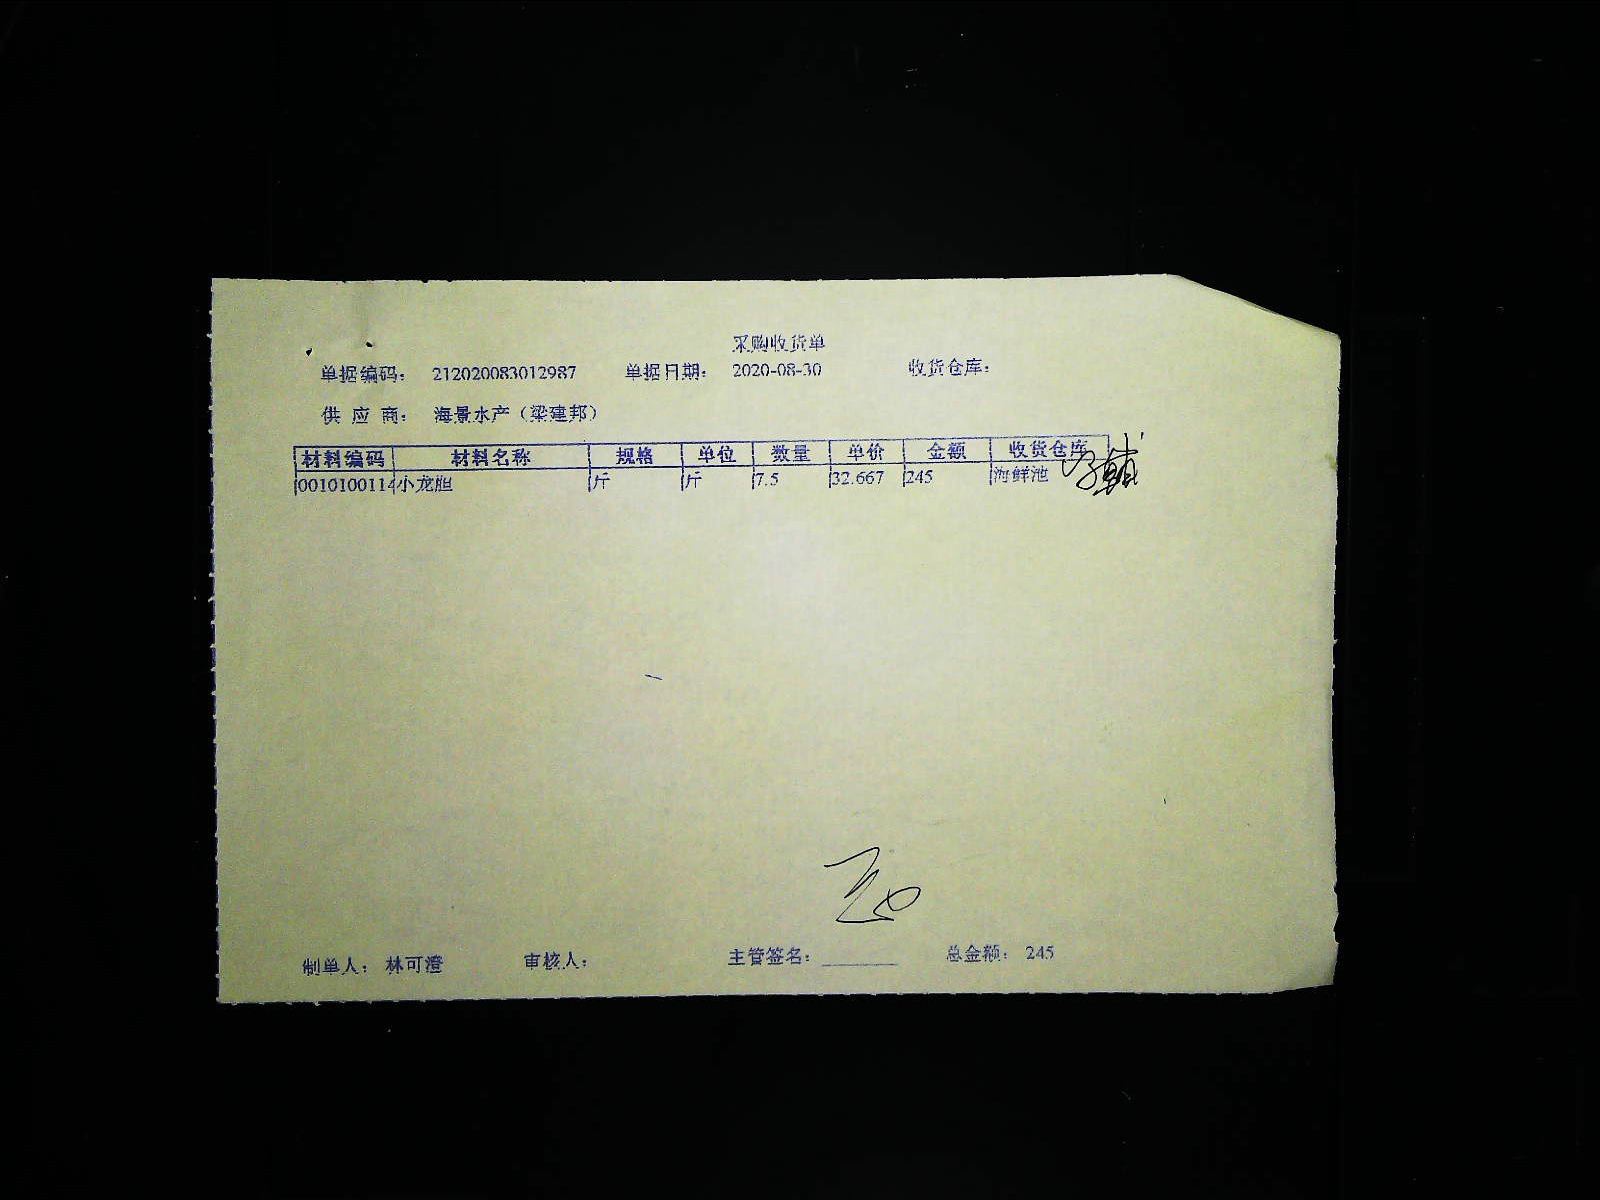 采购收货单
单据编码： 212020083012987 单据日期： 2020-08-30 收货仓库：
供 应 商： 海景水产（梁建邦）
材料编码 材料名称 规格 单位 数量 单价 金额 收货仓库
0010100114 小龙胆 斤 斤 7.5 32.667 245 海鲜池
制单人： 林可澄 审核人： 主管签名：________ 总金额： 245